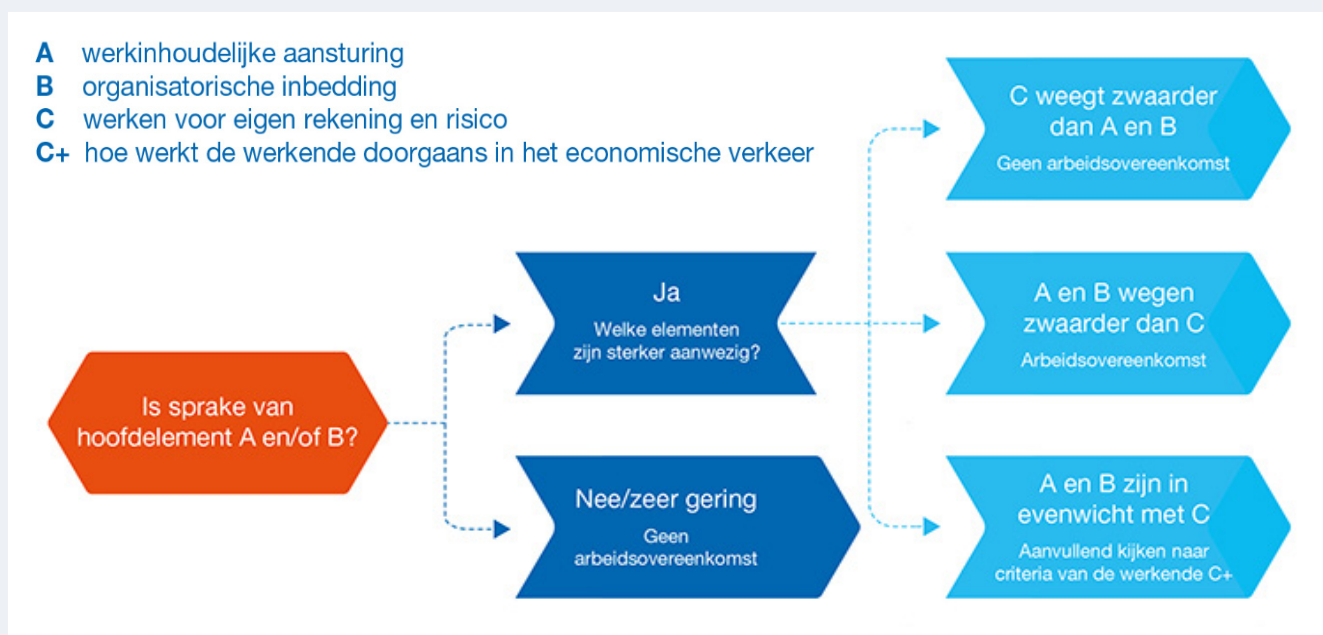 A werkinhoudelijke aansturing
B organisatorische inbedding
C werken voor eigen rekening en risico
C+ hoe werkt de werkende doorgaans in het economische verkeer
Is sprake van
hoofdelement A en/of B?
Ja
Welke elementen
zijn sterker aanwezig?
Nee/zeer gering
Geen
arbeidsovereenkomst
C weegt zwaarder
dan A en B
Geen arbeidsovereenkomst
A en B wegen
zwaarder dan C
Arbeidsovereenkomst
A en B zijn in
evenwicht met C
Aanvullend kijken naar
criteria van de werkende C+